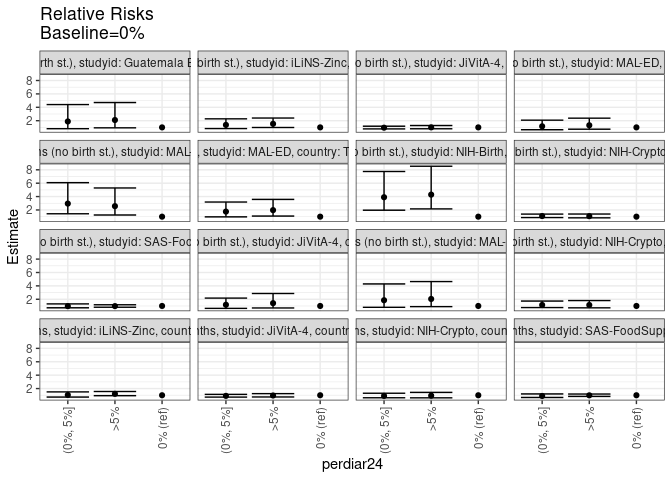 Relative Risks
Baseline=0%
rth st.), studyid: Guatemala B
birth st.), studyid: iLiNS-Zinc,
o birth st.), studyid: JiVitA-4,
o birth st.), studyid: MAL-ED,
8
6
4
2
ns (no birth st.), studyid: MAL-
, studyid: MAL-ED, country: T
o birth st.), studyid: NIH-Birth,
birth st.), studyid: NIH-Crypto
8
6
4
2
Estimate
o birth st.), studyid: SAS-Foo
birth st.), studyid: JiVitA-4, c
s (no birth st.), studyid: MAL-
birth st.), studyid: NIH-Crypto,
8
6
4
2
hs, studyid: iLiNS-Zinc, count
nths, studyid: JiVitA-4, countr
ths, studyid: NIH-Crypto, coun
nths, studyid: SAS-FoodSupp
8
6
4
2
(0%, 5%]
>5%
0% (ref)
(0%, 5%]
>5%
0% (ref)
(0%, 5%]
>5%
0% (ref)
(0%, 5%]
>5%
0% (ref)
perdiar24